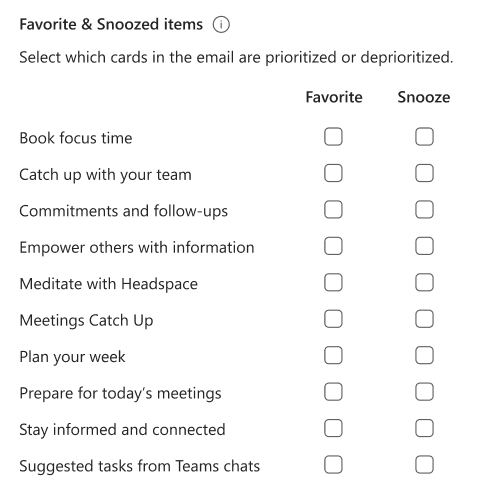 Favorite & Snoozed items
Select which cards in the email are prioritized or deprioritized.
Favorite Snooze
Book focus time
Catch up with your team
Commitments and follow-ups
Empower others with information
Meditate with Headspace
Meetings Catch Up
Plan your week
Prepare for today's meetings
Stay informed and connected
Suggested tasks from Teams chats